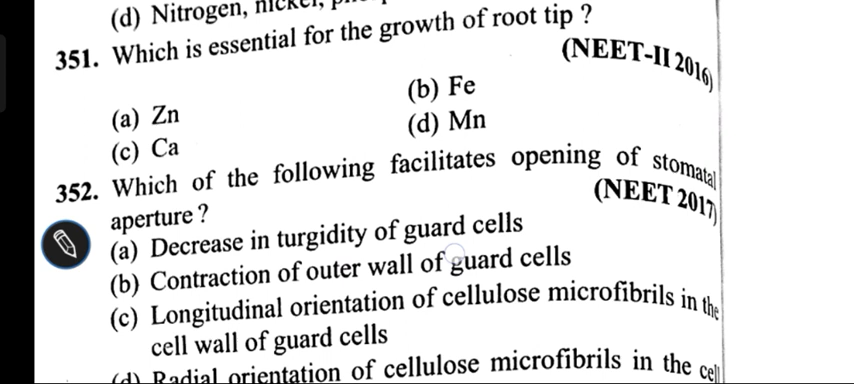 (d) Nitrogen, nickel,
351. Which is essential for the growth of root tip ?
(NEET-II 2016)
(a) Zn
(b) Fe
(c) Ca
(d) Mn
352. Which of the following facilitates opening of stomatal
aperture ?
(NEET 2017)
(a) Decrease in turgidity of guard cells
(b) Contraction of outer wall of guard cells
(c) Longitudinal orientation of cellulose microfibrils in the
cell wall of guard cells
(d) Radial orientation of cellulose microfibrils in the cell